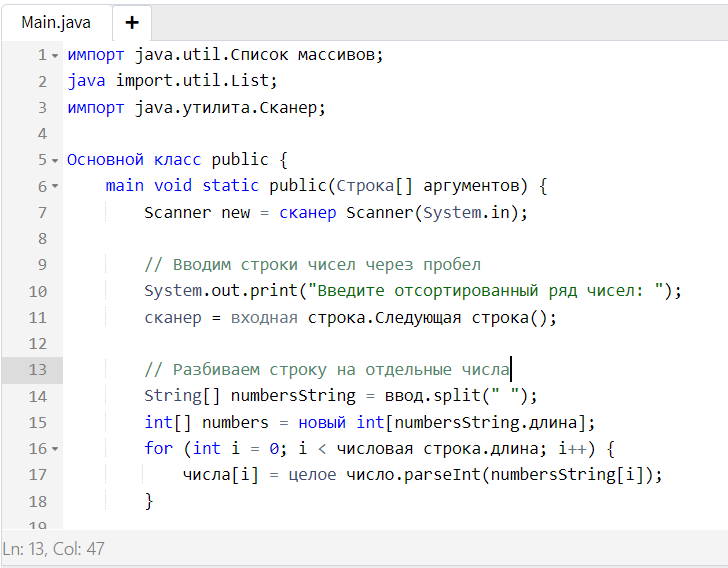 Main.java +
1 импорт java.util.Список массивов;
2 java import.util.List;
3 импорт java.утилита.Сканер;
4
5 Основной класс public {
6 main void static public(Строка[] аргументов) {
7 Scanner new = сканер Scanner(System.in);
8
9 // Вводим строки чисел через пробел
10 System.out.print("Введите отсортированный ряд чисел: ");
11 сканер = входная строка.Следующая строка();
12
13 // Разбиваем строку на отдельные числа
14 String[] numbersString = ввод.split(" ");
15 int[] numbers = новый int[numbersString.длина];
16 for (int i = 0; i < числовая строка.длина; i++) {
17 числа[i] = целое число.parseInt(numbersString[i]);
18 }
19
Ln: 13, Col: 47